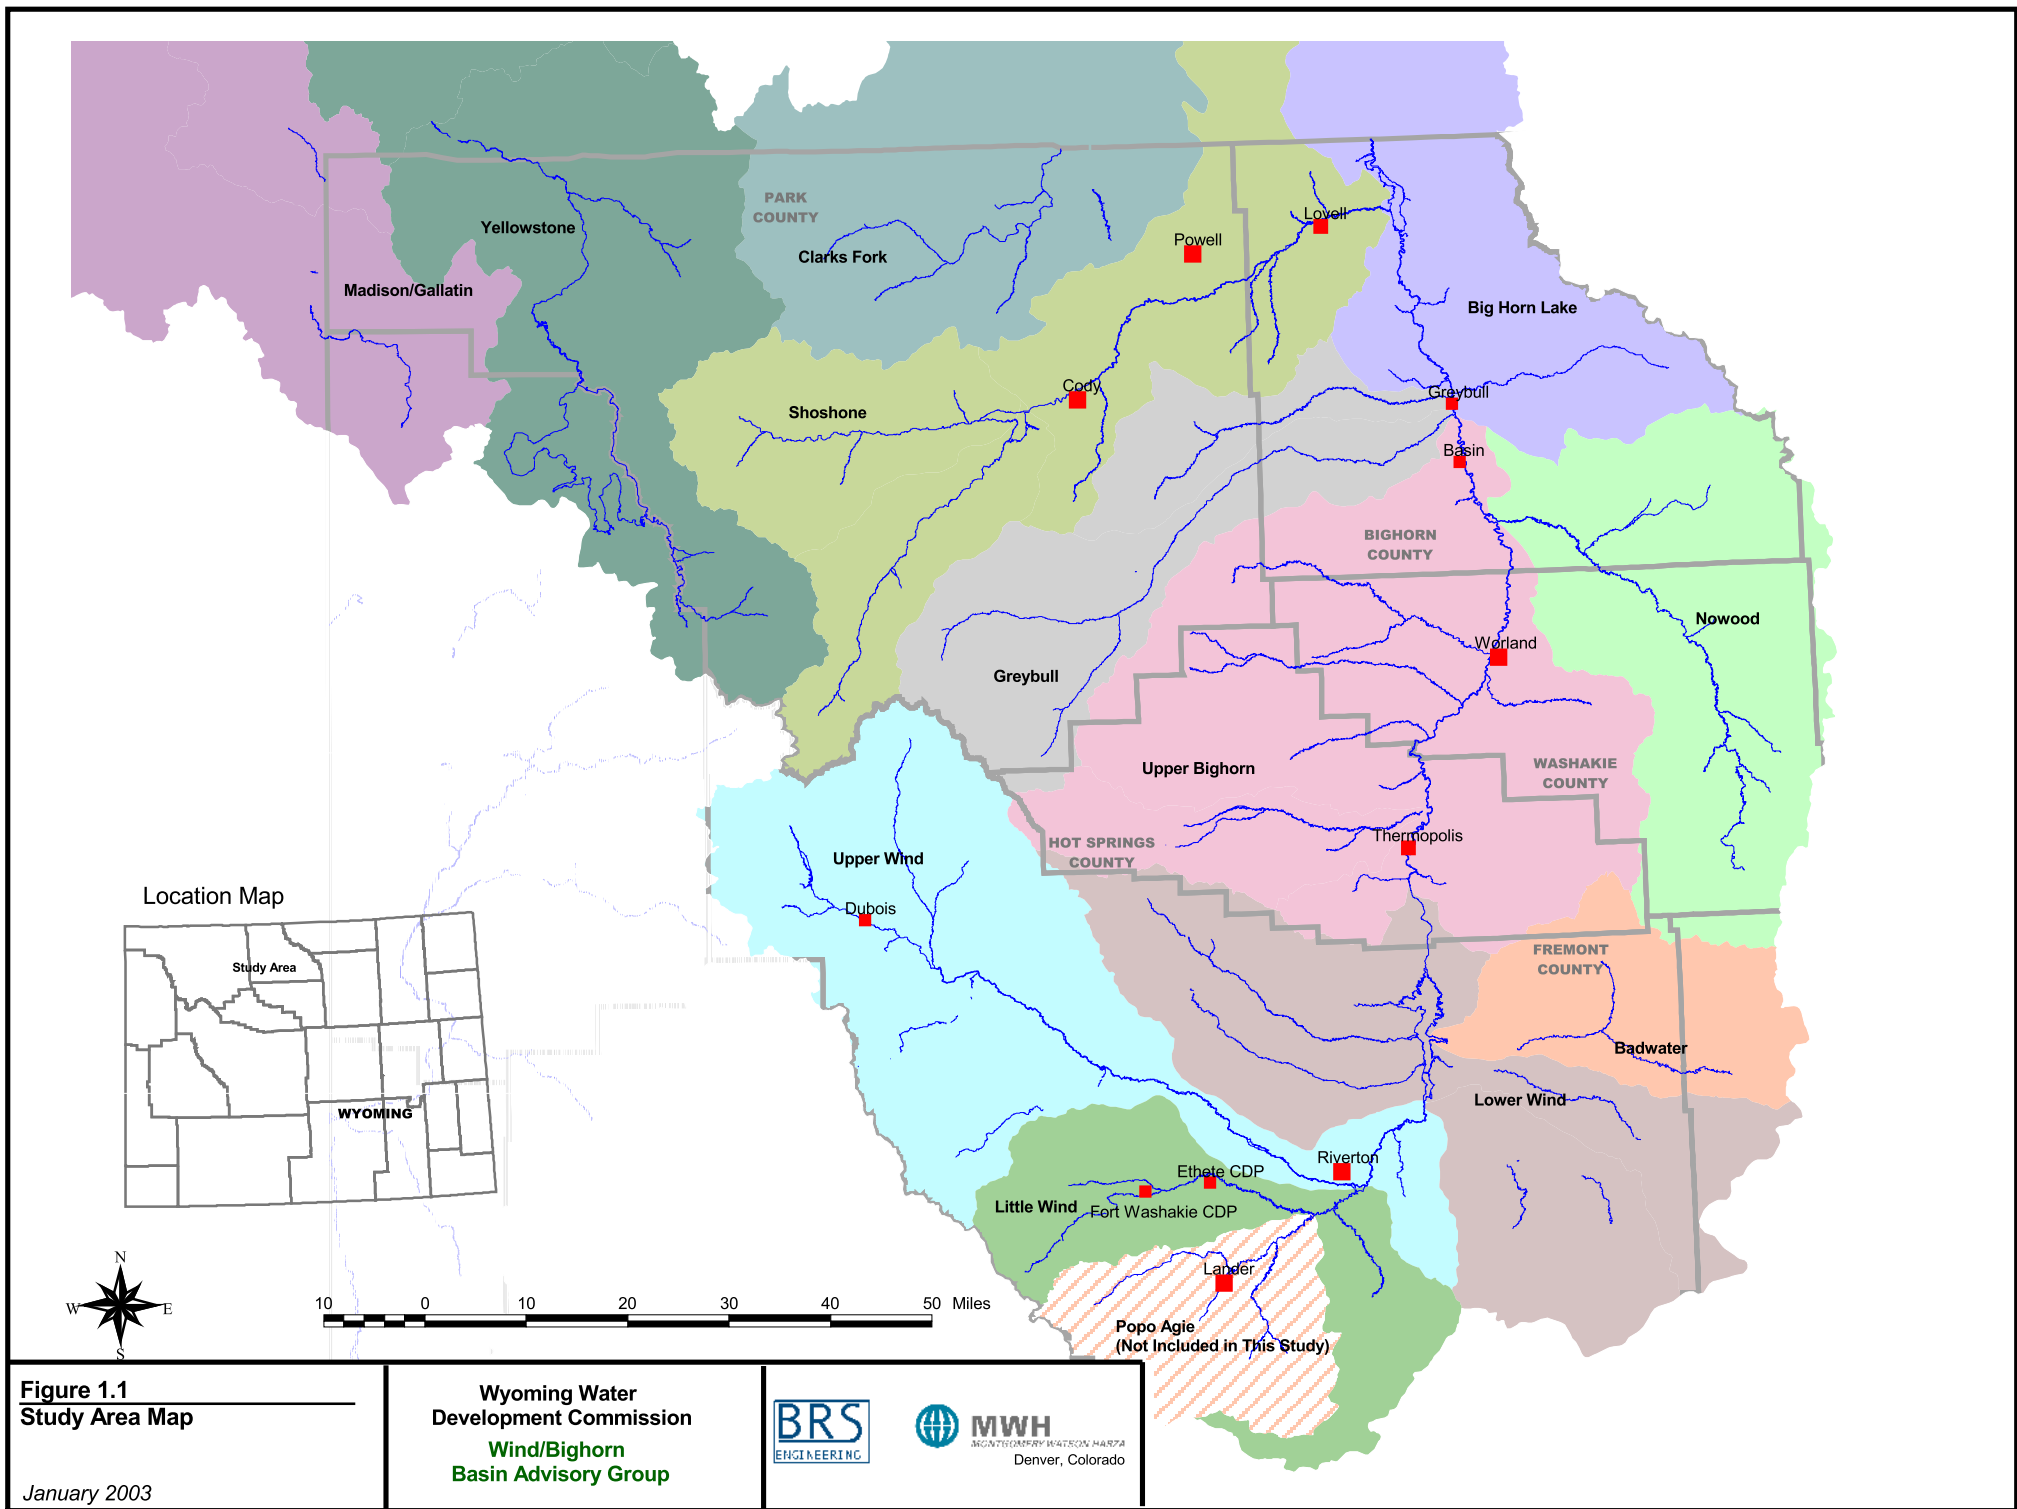 PARK
COUNTY
Yellowstone
Clarks Fork
Madison/Gallatin
Powell
Lovell
Big Horn Lake
Cody
Shoshone
Greybull
Basin
BIGHORN
COUNTY
Nowood
Worland
Greybull
Upper Bighorn
WASHAKIE
COUNTY
HOT SPRINGS
COUNTY
Thermopolis
Upper Wind
Dubois
FREMONT
COUNTY
Badwater
Lower Wind
Riverton
Ethete CDP
Little Wind
Fort Washakie CDP
Lander
Popo Agie
(Not Included in This Study)
Location Map
Study Area
WYOMING
N
W
E
S
10 0 10 20 30 40 50 Miles
Figure 1.1
Study Area Map
January 2003
Wyoming Water
Development Commission
Wind/Bighorn
Basin Advisory Group
BRS
ENGINEERING
MWH
MONTGOMERY WATSON HARZA
Denver, Colorado